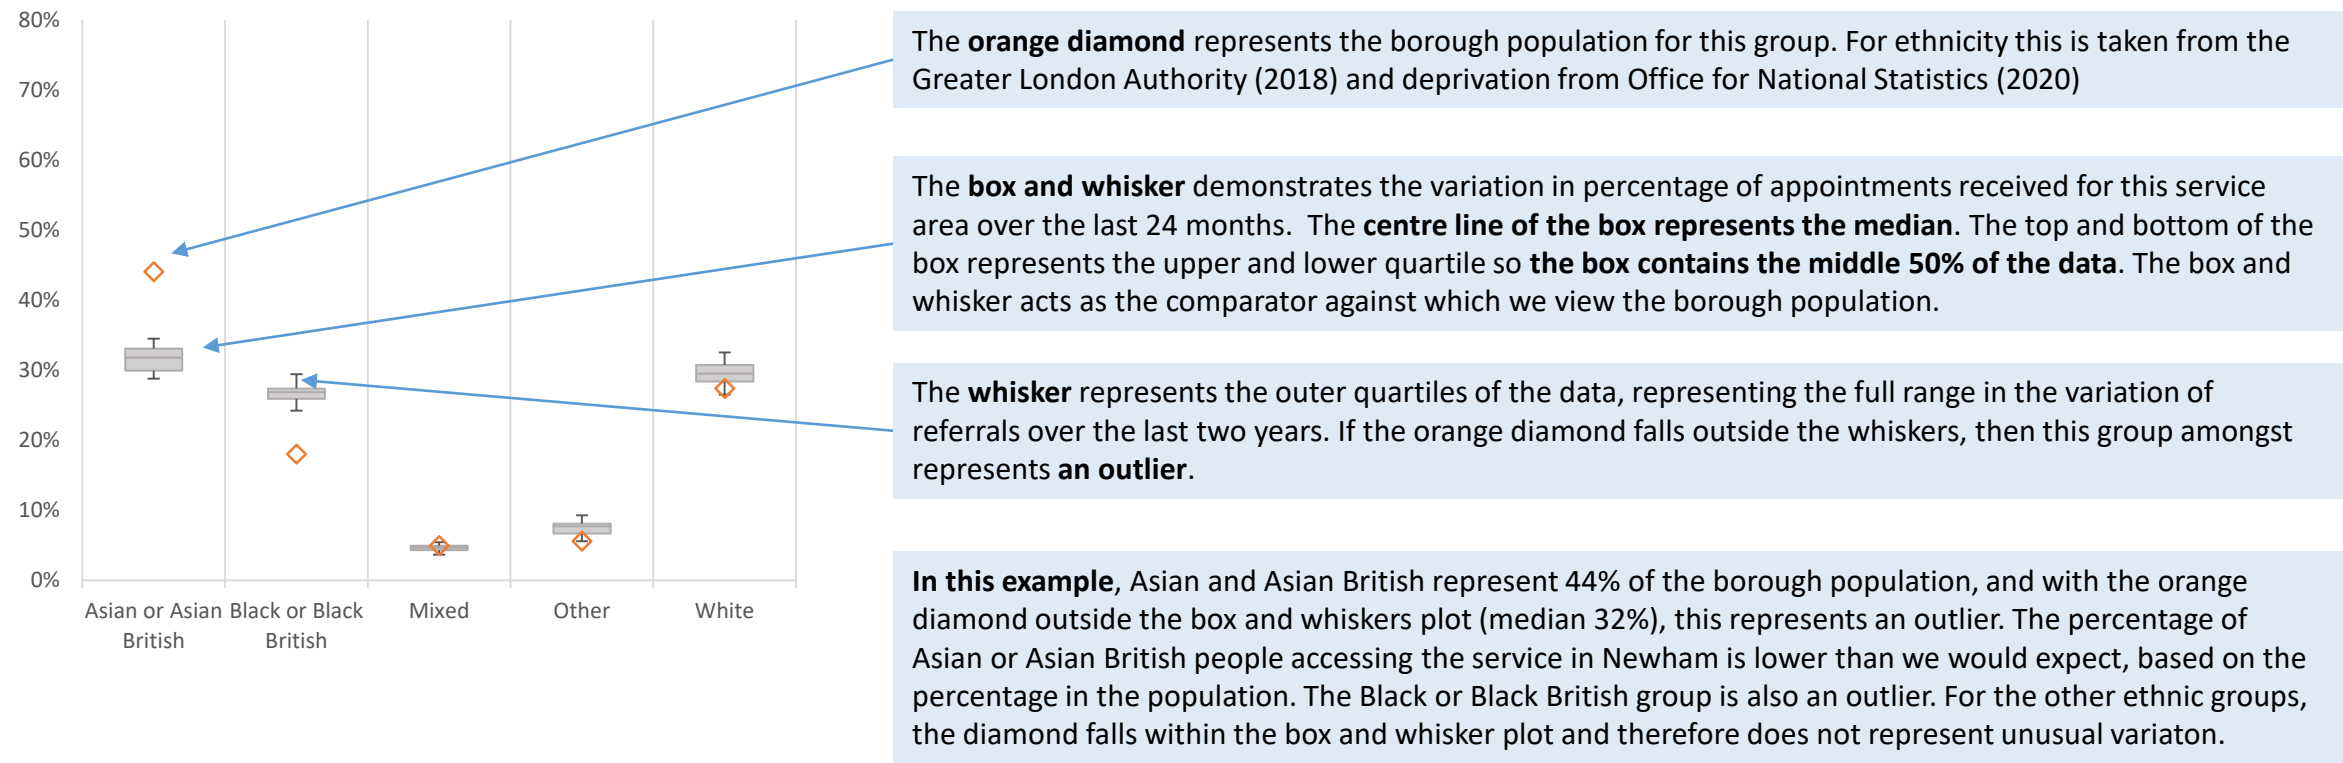 80%
70%
60%
50%
40%
30%
20%
10%
0%
Asian or Asian British
Black or Black British
Mixed
Other
White
The orange diamond represents the borough population for this group. For ethnicity this is taken from the
Greater London Authority (2018) and deprivation from Office for National Statistics (2020)
The box and whisker demonstrates the variation in percentage of appointments received for this service
area over the last 24 months.  The centre line of the box represents the median. The top and bottom of the
box represents the upper and lower quartile so the box contains the middle 50% of the data. The box and
whisker acts as the comparator against which we view the borough population.
The whisker represents the outer quartiles of the data, representing the full range in the variation of
referrals over the last two years. If the orange diamond falls outside the whiskers, then this group amongst
represents an outlier.
In this example, Asian and Asian British represent 44% of the borough population, and with the orange
diamond outside the box and whiskers plot (median 32%), this represents an outlier. The percentage of
Asian or Asian British people accessing the service in Newham is lower than we would expect, based on the
percentage in the population. The Black or Black British group is also an outlier. For the other ethnic groups,
the diamond falls within the box and whisker plot and therefore does not represent unusual variaton.